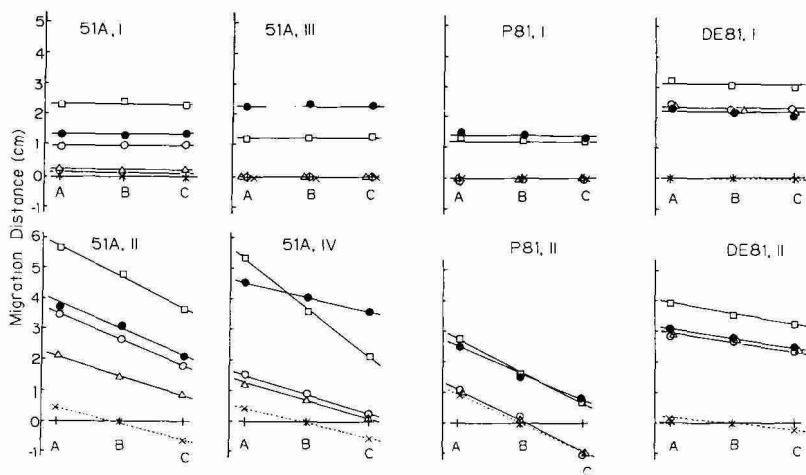 51A, I
51A, III
P81, I
DE81, I
5
4
3
2
1
0
-1
A B C
A B C
A B C
A B C
Migration Distance (cm)
51A, II
51A, IV
P81, II
DE81, II
6
5
4
3
2
1
0
-1
A B C
A B C
A B C
A B C